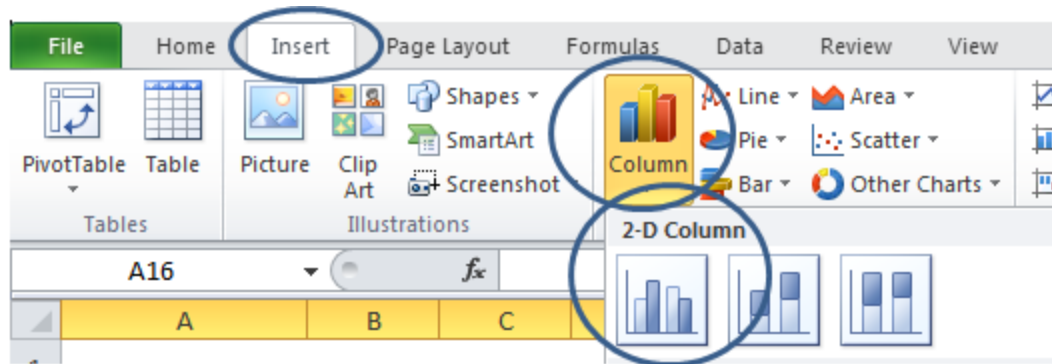 File Home Insert Page Layout Formulas Data Review View
Shapes Line Area
SmartArt Pie Scatter
PivotTable Table Picture Clip Art Screenshot Column Bar Other Charts
Tables Illustrations
2-D Column
A16 fx
A B C